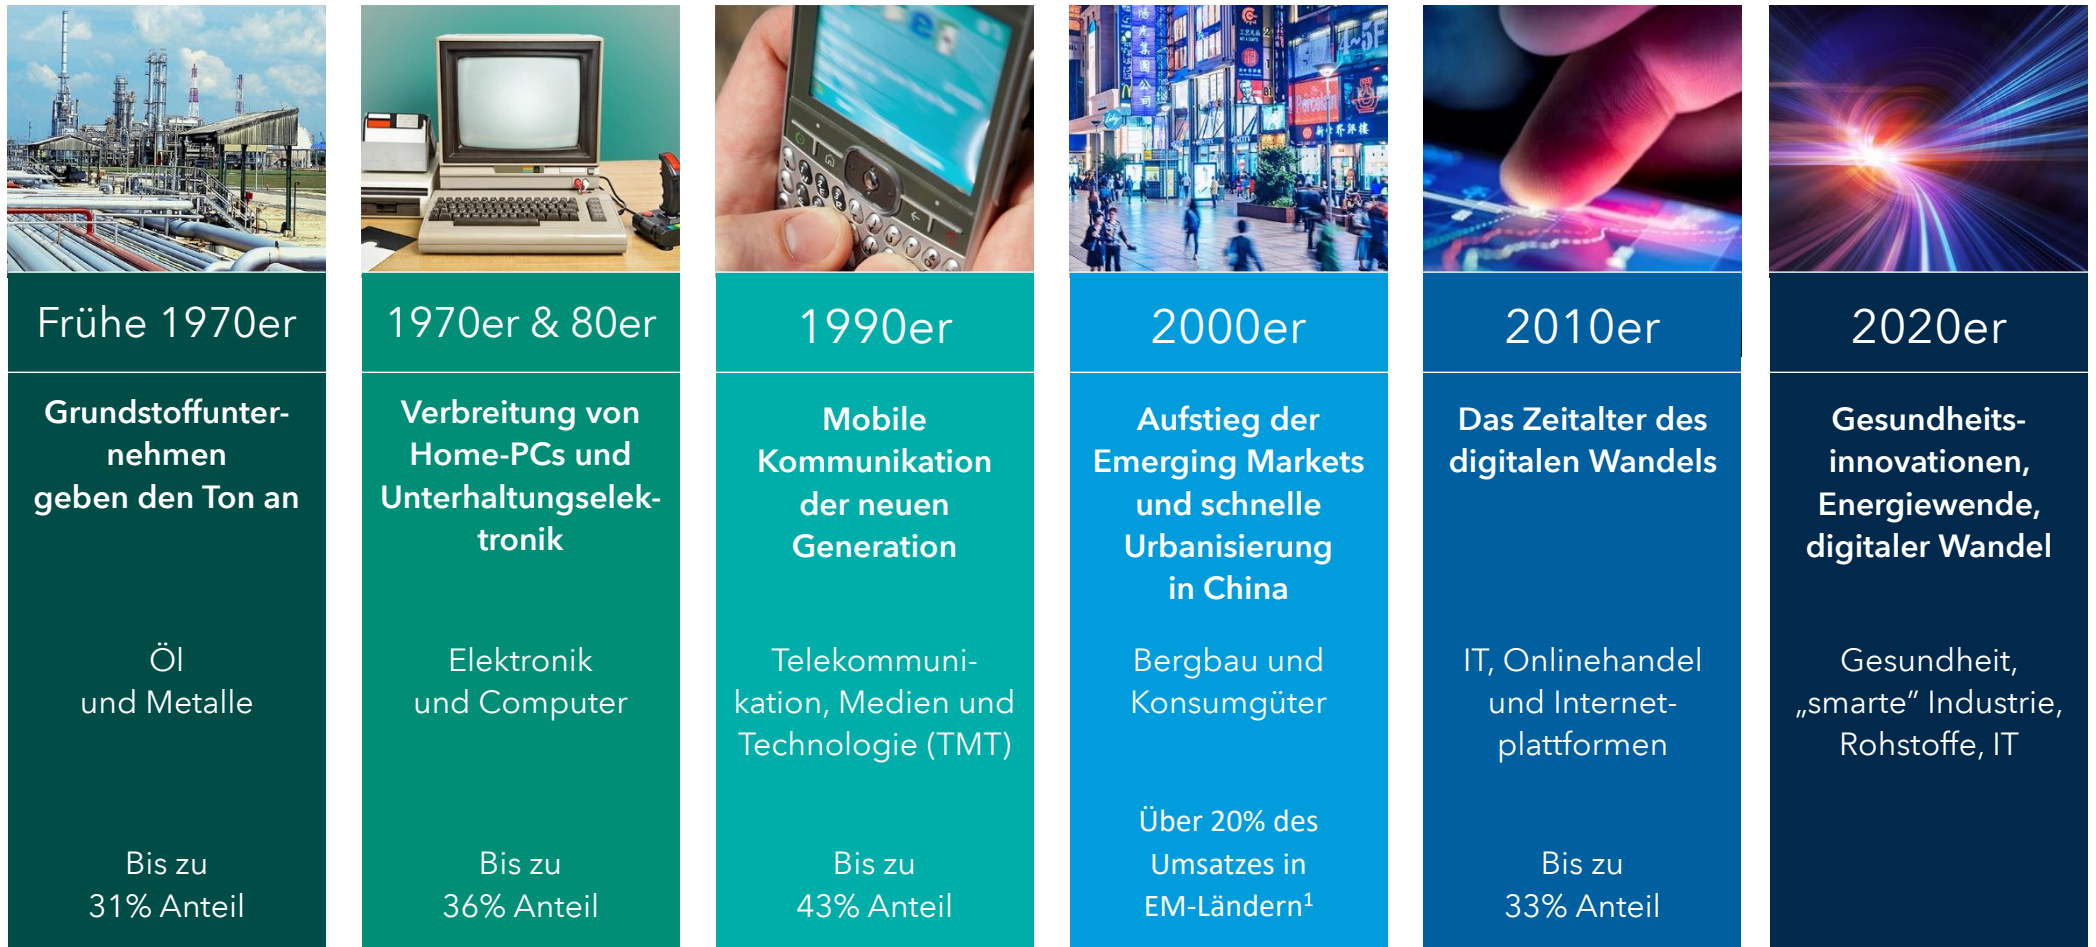 Frühe 1970er
Grundstoffunter-
nehmen
geben den Ton an
Öl
und Metalle
Bis zu
31% Anteil
1970er & 80er
Verbreitung von
Home-PCs und
Unterhaltungselek-
tronik
Elektronik
und Computer
Bis zu
36% Anteil
1990er
Mobile
Kommunikation
der neuen
Generation
Telekommuni-
kation, Medien und
Technologie (TMT)
Bis zu
43% Anteil
2000er
Aufstieg der
Emerging Markets
und schnelle
Urbanisierung
in China
Bergbau und
Konsumgüter
Über 20% des
Umsatzes in
EM-Ländern¹
2010er
Das Zeitalter des
digitalen Wandels
IT, Onlinehandel
und Internet-
plattformen
Bis zu
33% Anteil
2020er
Gesundheits-
innovationen,
Energiewende,
digitaler Wandel
Gesundheit,
„smarte” Industrie,
Rohstoffe, IT